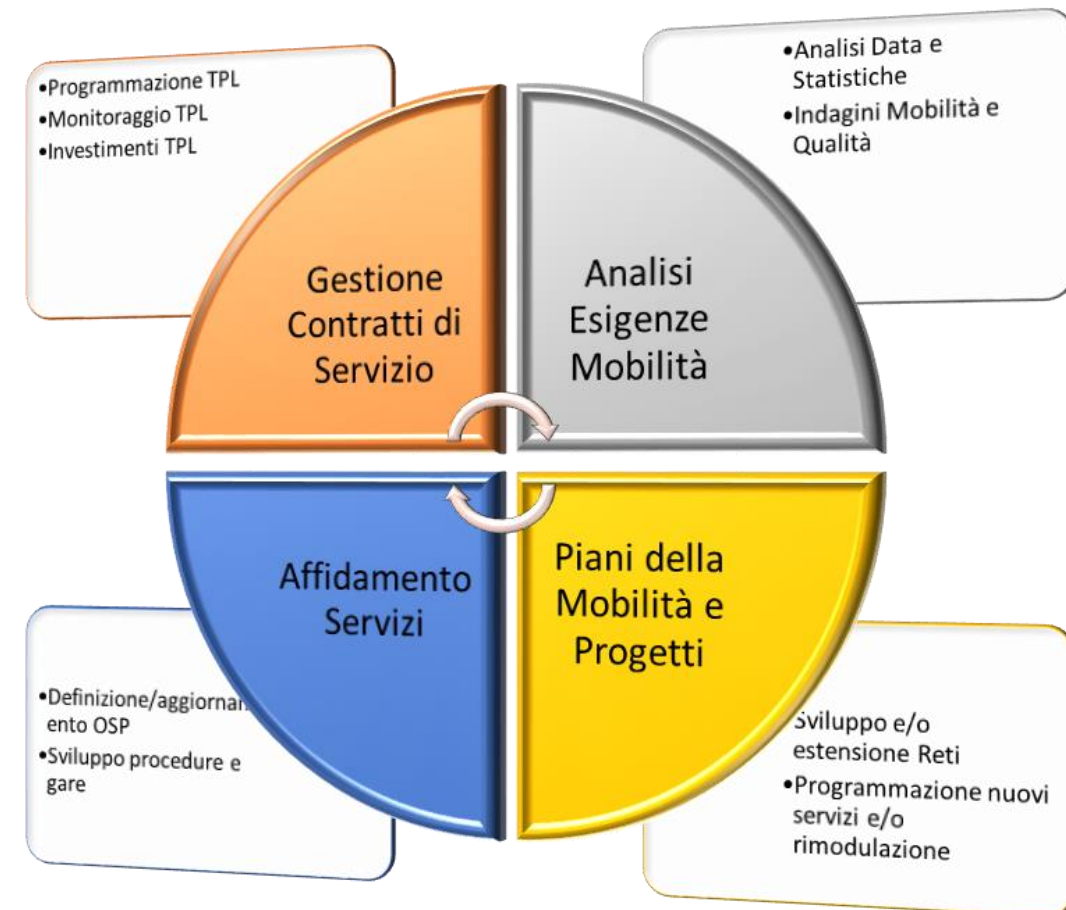 •Programmazione TPL
•Monitoraggio TPL
•Investimenti TPL
•Analisi Data e
Statistiche
•Indagini Mobilità e
Qualità
Gestione
Contratti di
Servizio
Analisi
Esigenze
Mobilità
Affidamento
Servizi
Piani della
Mobilità e
Progetti
•Definizione/aggiornam
ento OSP
•Sviluppo procedure e
gare
Sviluppo e/o
estensione Reti
•Programmazione nuovi
servizi e/o
rimodulazione